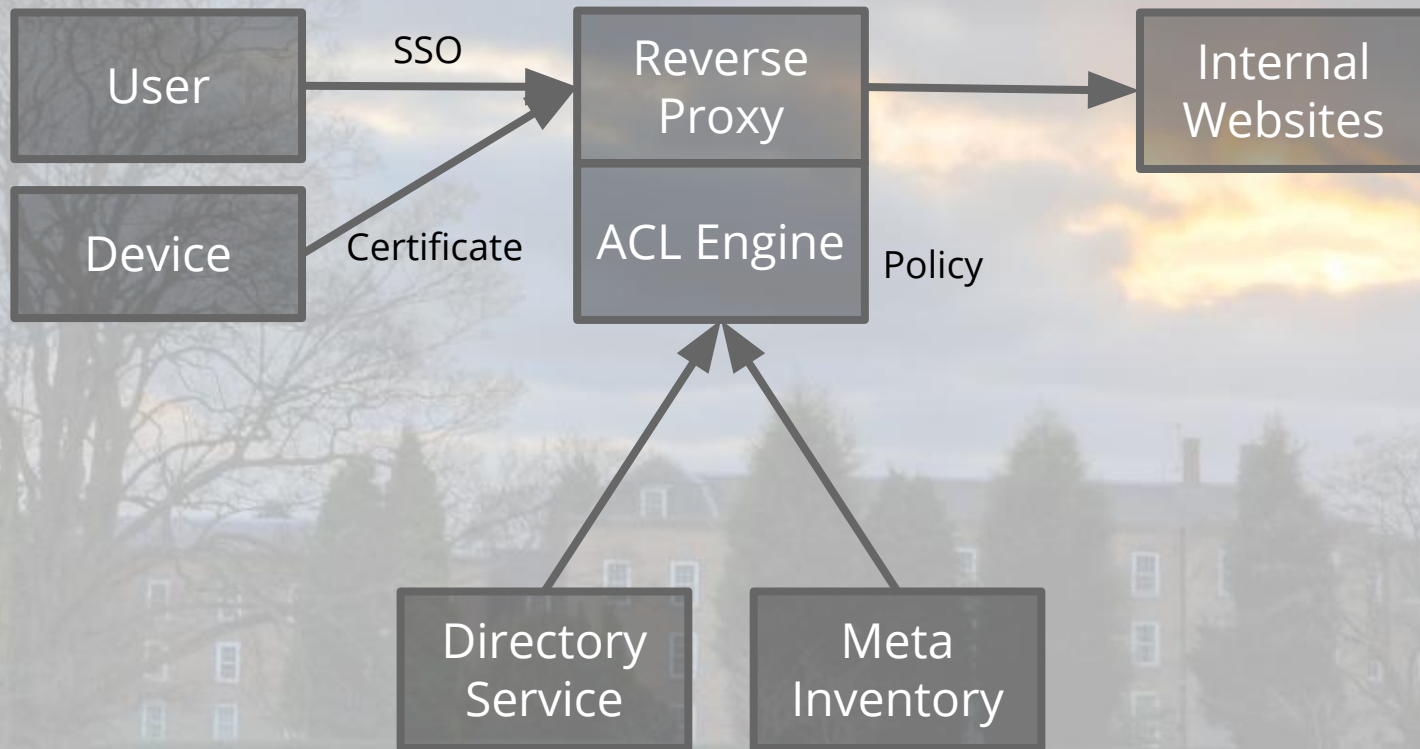 User
SSO
Reverse
Proxy
Internal
Websites
Device
Certificate
ACL Engine
Policy
Directory
Service
Meta
Inventory